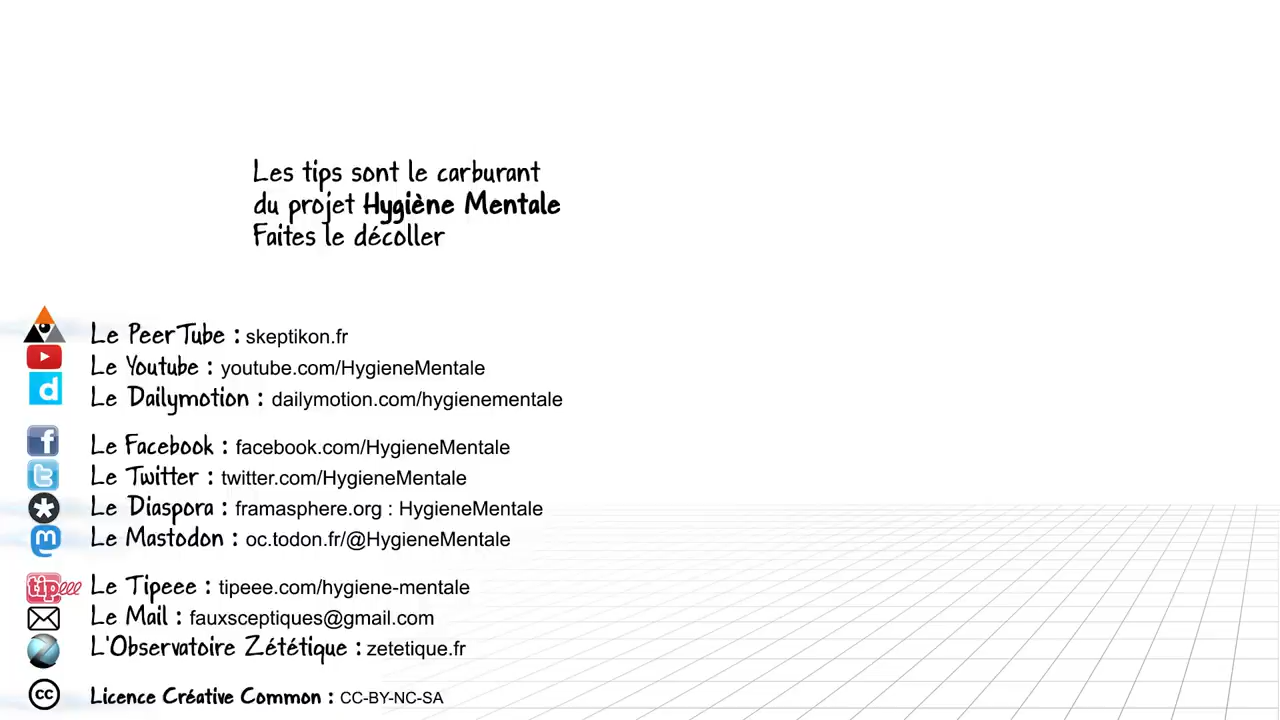 Les tips sont le carburant
du projet Hygiène Mentale
Faites le décoller
Le PeerTube : skeptikon.fr
Le Youtube : youtube.com/HygieneMentale
d
Le Dailymotion : dailymotion.com/hygienementale
f
Le Facebook : facebook.com/HygieneMentale
t
Le Twitter : twitter.com/HygieneMentale
Le Diaspora : framasphere.org : HygieneMentale
m
Le Mastodon : oc.todon.fr/@HygieneMentale
tipeee
Le Tipeee : tipeee.com/hygiene-mentale
Le Mail : fauxsceptiques@gmail.com
L'Observatoire Zététique : zetetique.fr
cc
Licence Créative Common : CC-BY-NC-SA